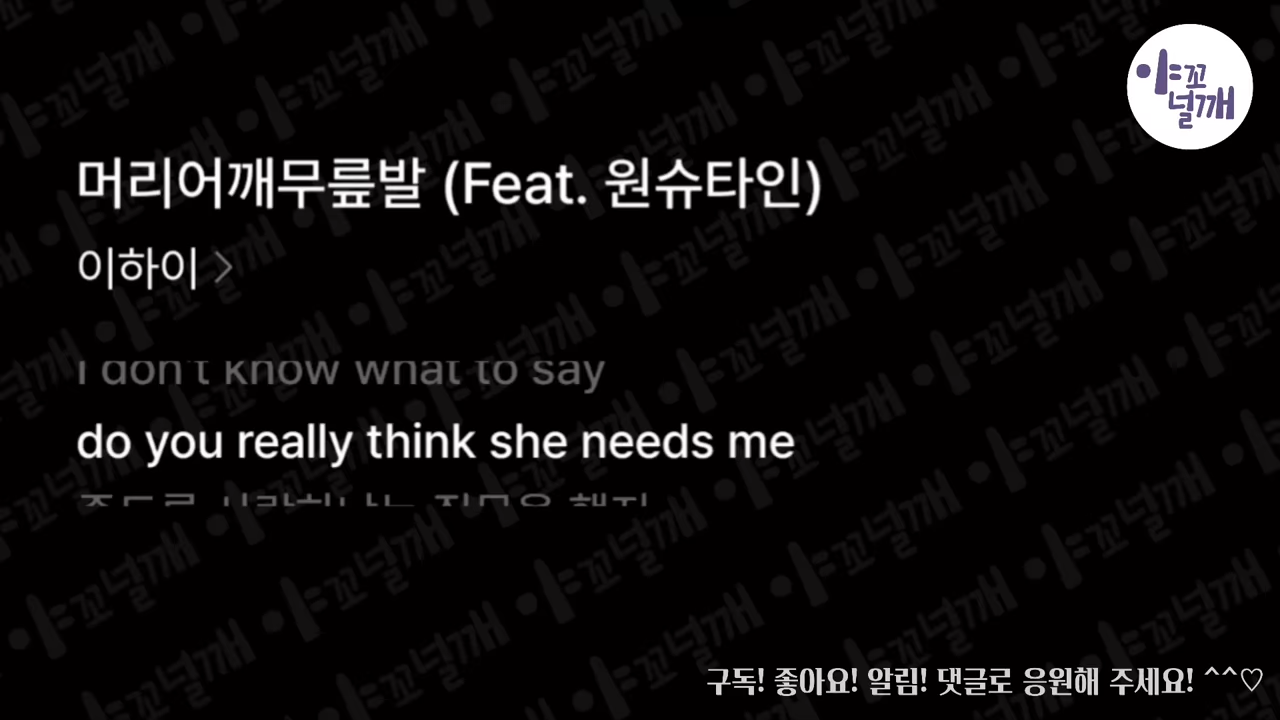 야꼬
널깨
머리어깨무릎발 (Feat. 원슈타인)
이하이 >
I don't know what to say
do you really think she needs me
구독! 좋아요! 알림! 댓글로 응원해 주세요! ^^♡